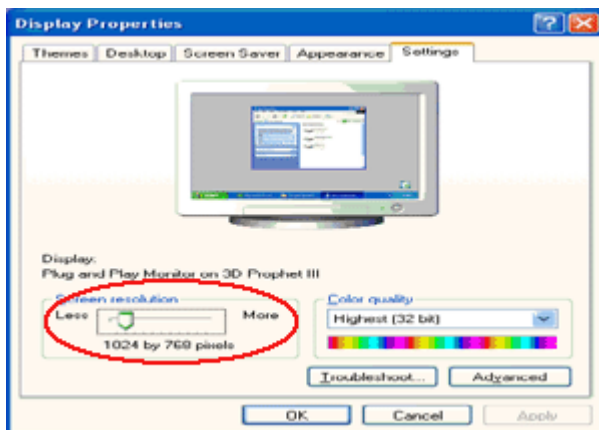 Display Properties
Themes Desktop Screen Saver Appearance Settings
Display:
Plug and Play Monitor on 3D Prophet III
Screen resolution
Less More
1024 by 768 pixels
Color quality
Highest (32 bit)
Troubleshoot... Advanced
OK Cancel Apply